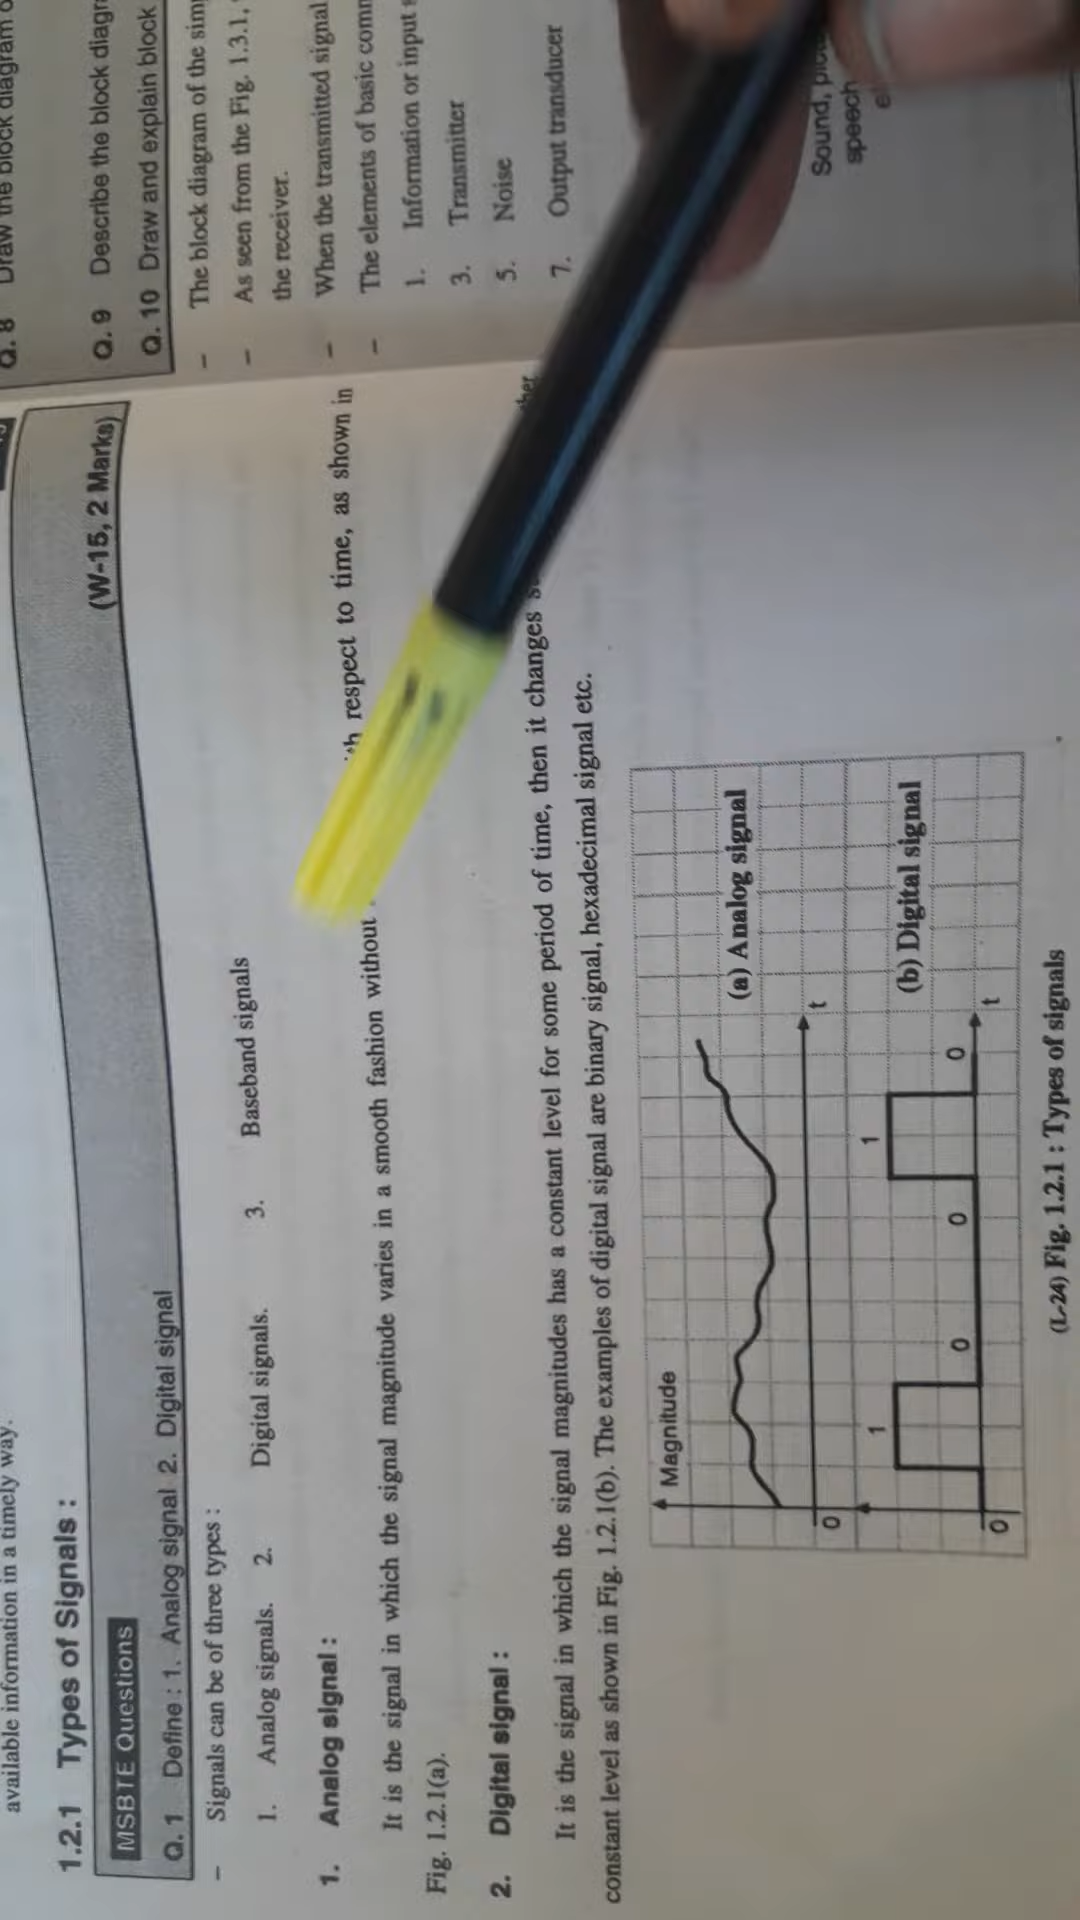 available information in a timely way.
1.2.1 Types of Signals :
MSBTE Questions
Q. 1 Define : 1. Analog signal 2. Digital signal
(W-15, 2 Marks)
– Signals can be of three types :
1. Analog signals. 2. Digital signals. 3. Baseband signals
1. Analog signal :
It is the signal in which the signal magnitude varies in a smooth fashion without respect to time, as shown in
Fig. 1.2.1(a).
2. Digital signal :
It is the signal in which the signal magnitudes has a constant level for some period of time, then it changes
constant level as shown in Fig. 1.2.1(b). The examples of digital signal are binary signal, hexadecimal signal etc.
Magnitude
(a) Analog signal
0
t
1
1
(b) Digital signal
0
0
0
0
t
(L-24) Fig. 1.2.1 : Types of signals
Q. 8 Draw the block diagram
Q. 9 Describe the block
Q. 10 Draw and explain block
– The block diagram of the
– As seen from the Fig. 1.3.1,
the receiver.
– When the transmitted signal
– The elements of basic
1. Information or input
3. Transmitter
5. Noise
7. Output transducer
Sound,
speech